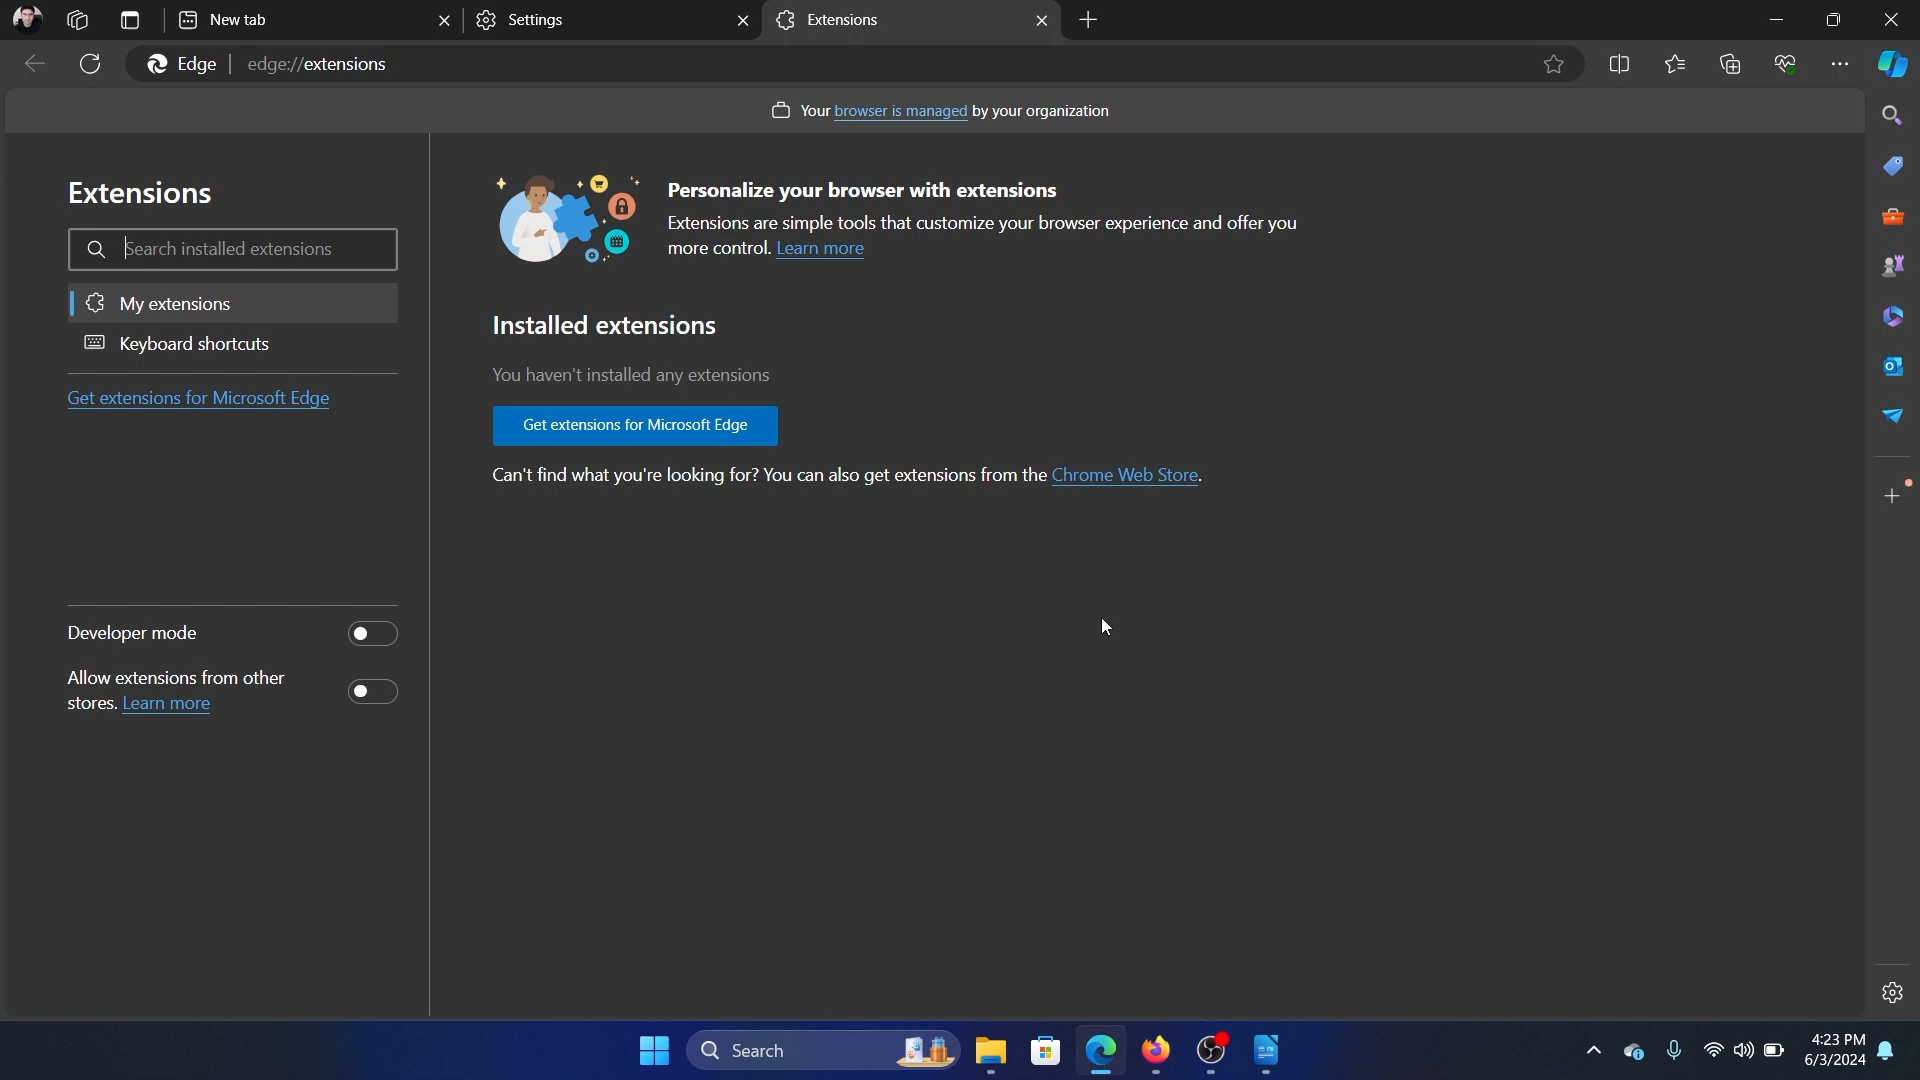 New tab
Settings
Extensions
Edge
edge://extensions
Your browser is managed by your organization
Extensions
Search installed extensions
My extensions
Keyboard shortcuts
Get extensions for Microsoft Edge
Developer mode
Allow extensions from other
stores. Learn more
Personalize your browser with extensions
Extensions are simple tools that customize your browser experience and offer you
more control. Learn more
Installed extensions
You haven't installed any extensions
Get extensions for Microsoft Edge
Can't find what you're looking for? You can also get extensions from the Chrome Web Store.
Search
4:23 PM
6/3/2024